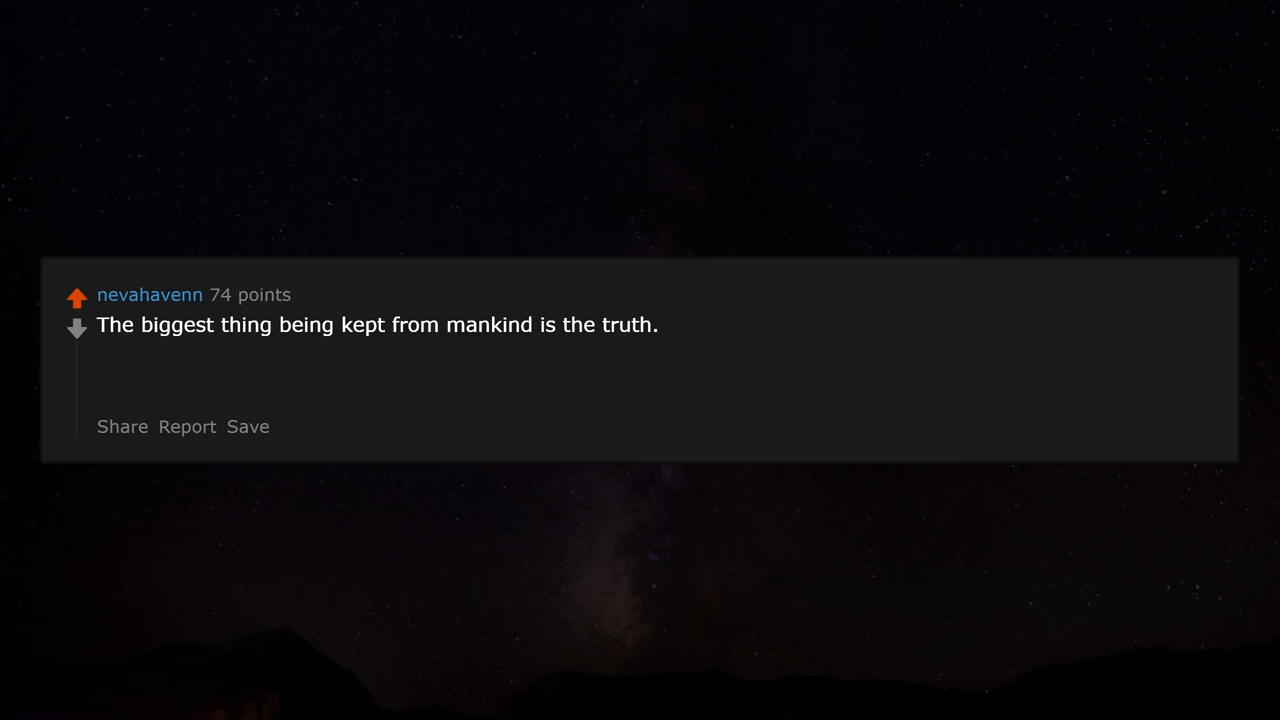 nevahavenn 74 points
The biggest thing being kept from mankind is the truth.
Share Report Save